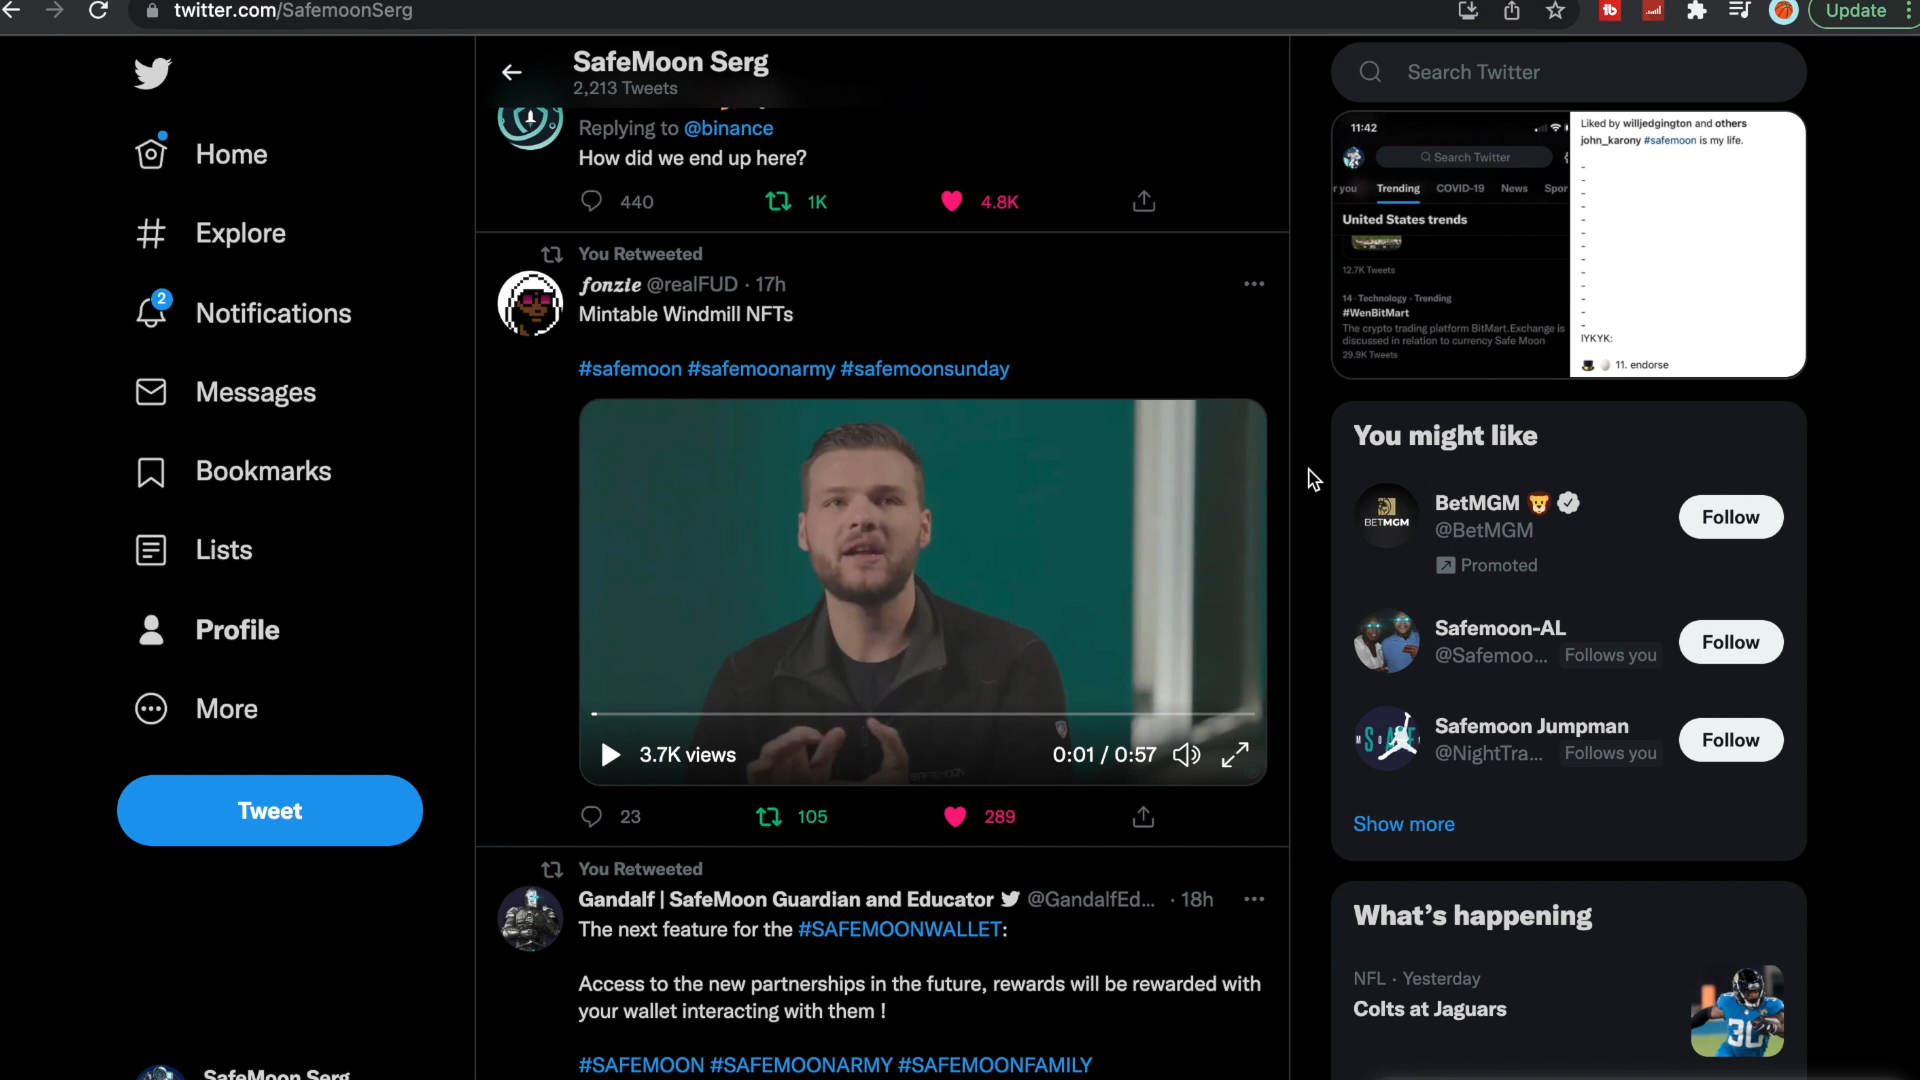 twitter.com/SafemoonSerg
Update
Home
Explore
2
Notifications
Messages
Bookmarks
Lists
Profile
More
Tweet
SafeMoon Serg
SafeMoon Serg
2,213 Tweets
Replying to @binance
How did we end up here?
440
1K
4.8K
You Retweeted
fonzie @realFUD · 17h
Mintable Windmill NFTs
#safemoon #safemoonarmy #safemoonsunday
3.7K views
0:01 / 0:57
SAFEMOON
23
105
289
You Retweeted
Gandalf | SafeMoon Guardian and Educator @GandalfEd... · 18h
The next feature for the #SAFEMOONWALLET:
Access to the new partnerships in the future, rewards will be rewarded with
your wallet interacting with them !
#SAFEMOON #SAFEMOONARMY #SAFEMOONFAMILY
Search Twitter
11:42
Search Twitter
r you Trending COVID-19 News Spor
United States trends
12.7K Tweets
14 · Technology · Trending
#WenBitMart
The crypto trading platform BitMart.Exchange is
discussed in relation to currency Safe Moon
29.9K Tweets
Liked by willjedgington and others
john_karony #safemoon is my life.
-
-
-
-
-
-
-
-
-
-
-
-
-
IYKYK:
11. endorse
You might like
BETMGM
BetMGM
@BetMGM
Promoted
Follow
Safemoon-AL
@Safemoo... Follows you
Follow
Safemoon Jumpman
@NightTra... Follows you
Follow
Show more
What's happening
NFL · Yesterday
Colts at Jaguars
30